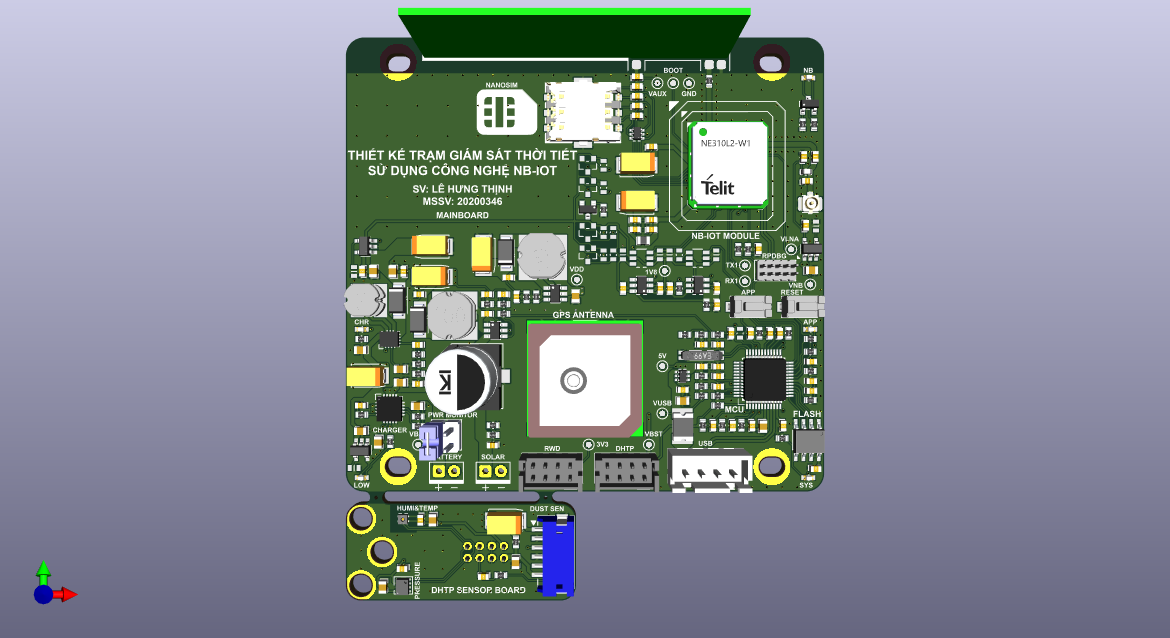 BOOT
NB
VAUX
GND
NANOSIM
NE310L2-W1
Telit
THIẾT KẾ TRẠM GIÁM SÁT THỜI TIẾT
SỬ DỤNG CÔNG NGHỆ NB-IOT
SV: LÊ HƯNG THỊNH
MSSV: 20200346
MAINBOARD
NB-IOT MODULE
VLNA
RPDBG
TX1
VDD
1V8
RX1
VNB
APP
RESET
GPS ANTENNA
CHR
APP
5V
MCU
VUSB
PWR MONITOR
FLASH
CHARGER
VBST
USB
3V3
RWD
DHTP
SOLAR
LOW
SYS
+ −
+ −
HUMI&TEMP
DUST SEN
PRESSURE
DHTP SENSOR BOARD